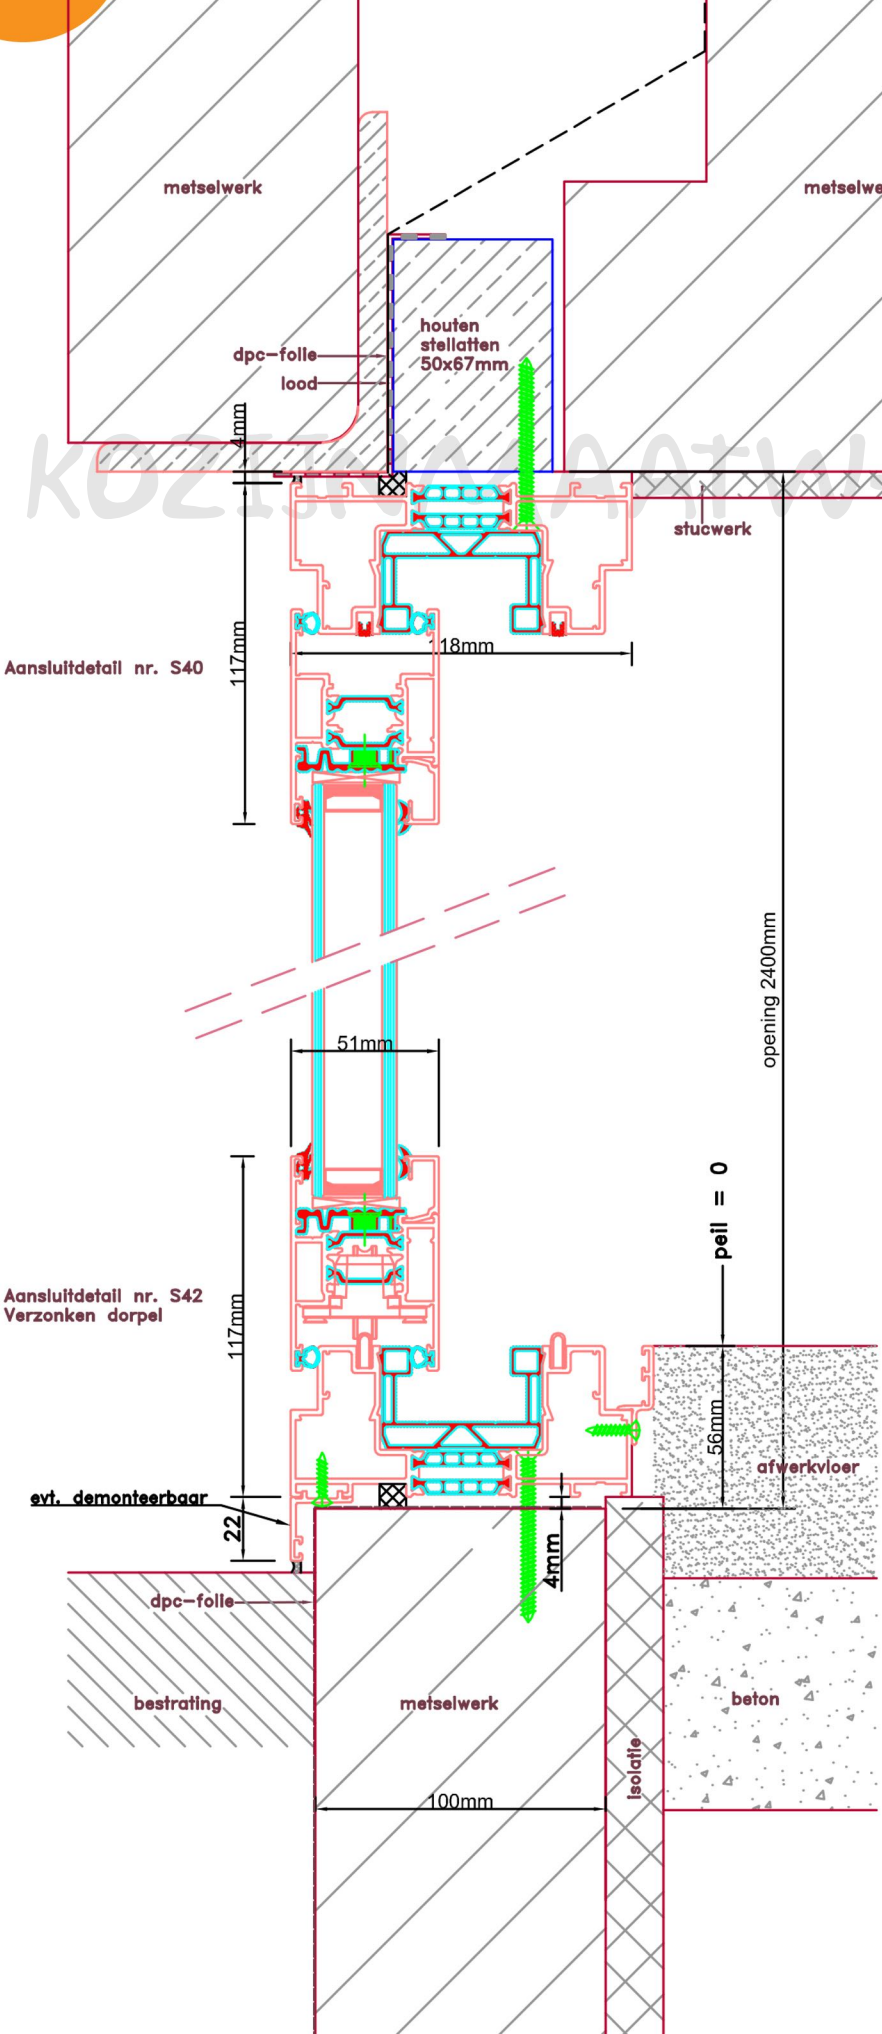 metselwerk
metselwe
houten
stellatten
50x67mm
dpc-folie
lood
4mm
KOZIJNMAATW
stucwerk
117mm
118mm
Aansluitdetail nr. S40
opening 2400mm
51mm
peil = 0
Aansluitdetail nr. S42
Verzonken dorpel
117mm
56mm
afwerkvloer
evt. demonteerbaar
22
4mm
dpc-folie
bestrating
metselwerk
beton
isolatie
100mm